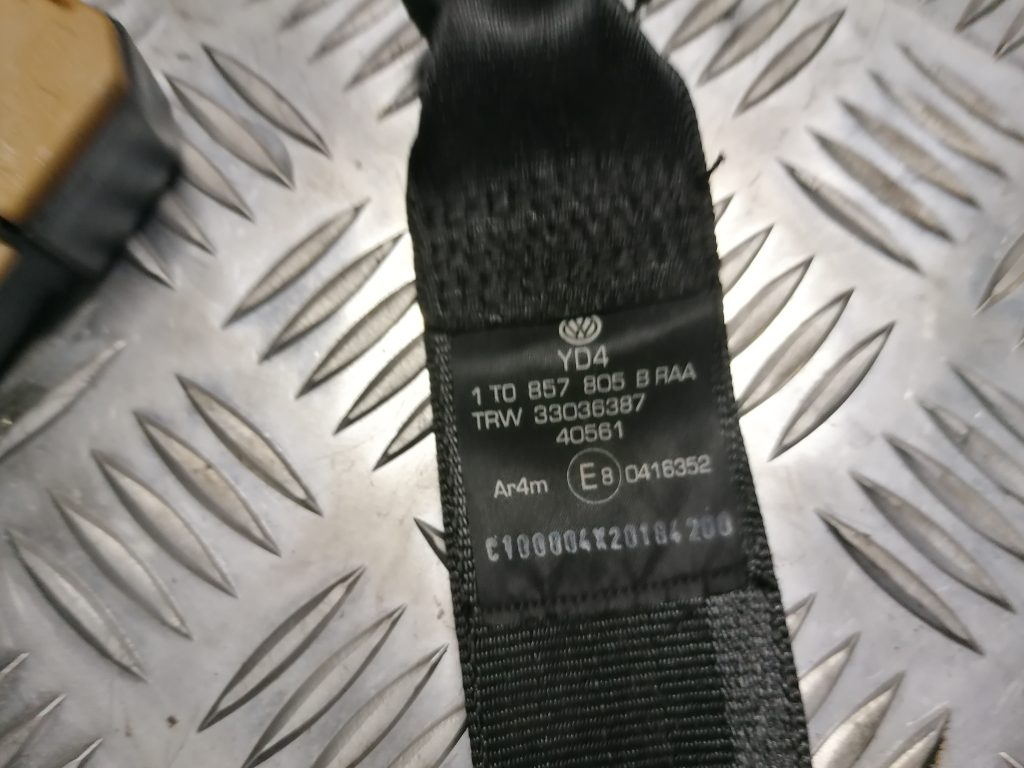 YD4
1T0 857 805 B RAA
TRW 33036387
40561
Ar4m E8 0416352
C100004X20184200